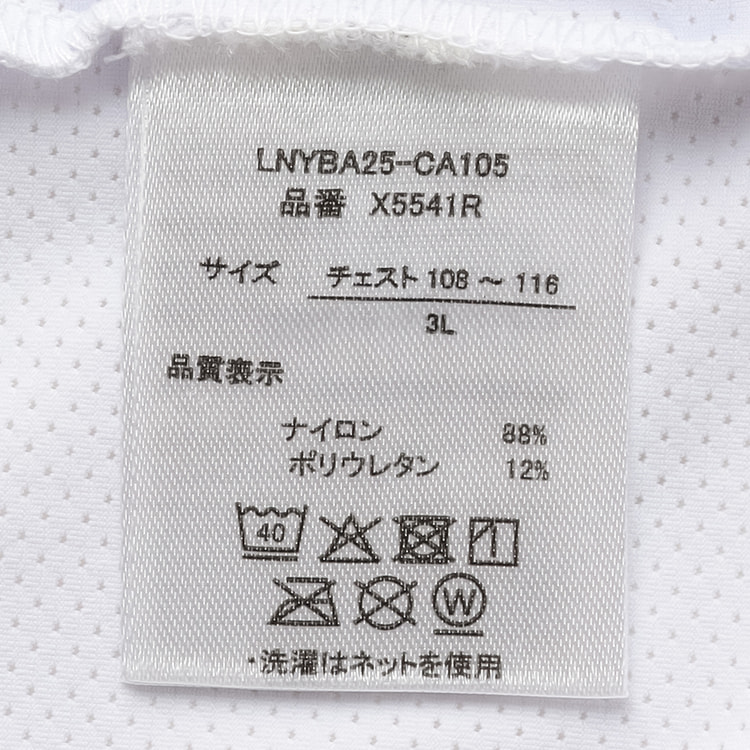 LNYBA25-CA105
品番 X5541R
サイズ チェスト 108 ～ 116
3L
品質表示
ナイロン 88%
ポリウレタン 12%
40
W
・洗濯はネットを使用